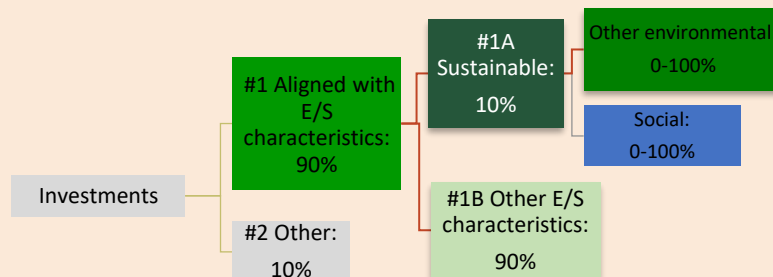 Investments
#1 Aligned with
E/S
characteristics:
90%
#2 Other:
10%
#1A
Sustainable:
10%
#1B Other E/S
characteristics:
90%
Other environmental
0-100%
Social:
0-100%